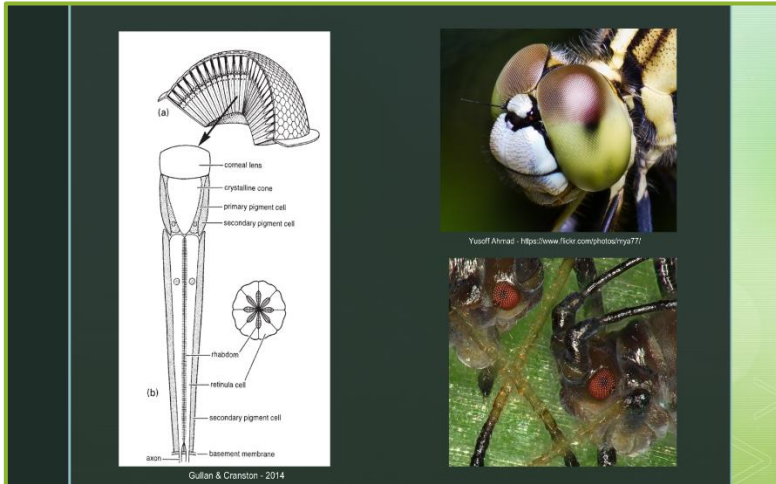 (a)
corneal lens
crystalline cone
primary pigment cell
secondary pigment cell
rhabdom
retinula cell
(b)
secondary pigment cell
basement membrane
axon
Gullan & Cranston - 2014
Yusoff Ahmad - https://www.flickr.com/photos/mya77/